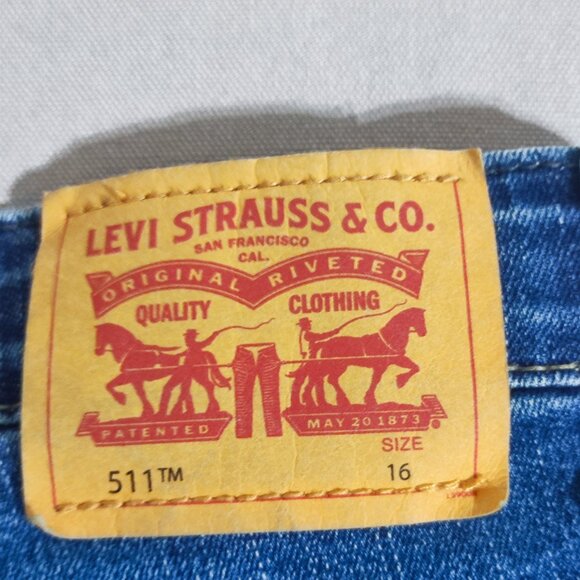 LEVI STRAUSS & CO.
SAN FRANCISCO
CAL.
ORIGINAL RIVETED
QUALITY CLOTHING
PATENTED MAY 20 1873
SIZE
511™ 16